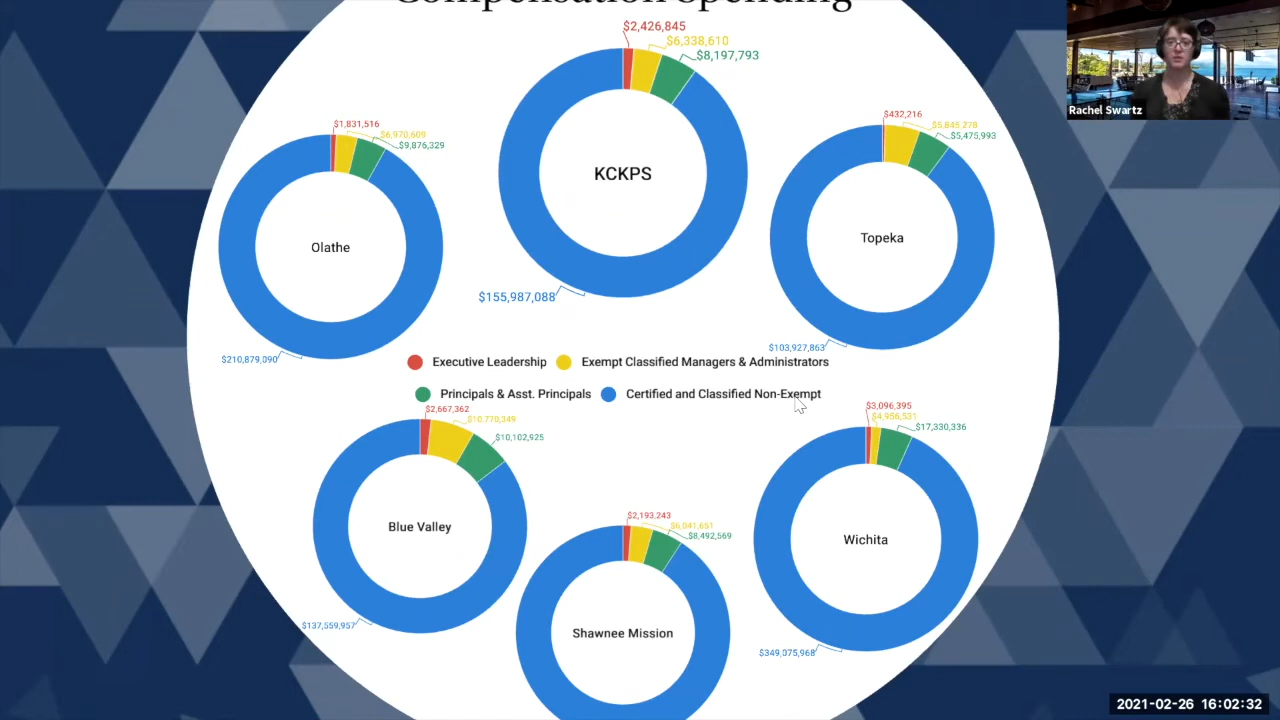 Compensation Spending
$2,426,845
$6,338,610
$8,197,793
KCKPS
$155,987,088
Rachel Swartz
$1,831,516
$6,970,609
$9,876,329
Olathe
$210,879,090
$432,216
$5,845,278
$5,475,993
Topeka
$103,927,863
Executive Leadership
Exempt Classified Managers & Administrators
Principals & Asst. Principals
Certified and Classified Non-Exempt
$2,667,362
$10,770,349
$10,102,925
Blue Valley
$137,559,957
$2,193,243
$6,041,651
$8,492,569
Shawnee Mission
$3,096,395
$4,956,531
$17,330,336
Wichita
$349,075,968
2021-02-26 16:02:32